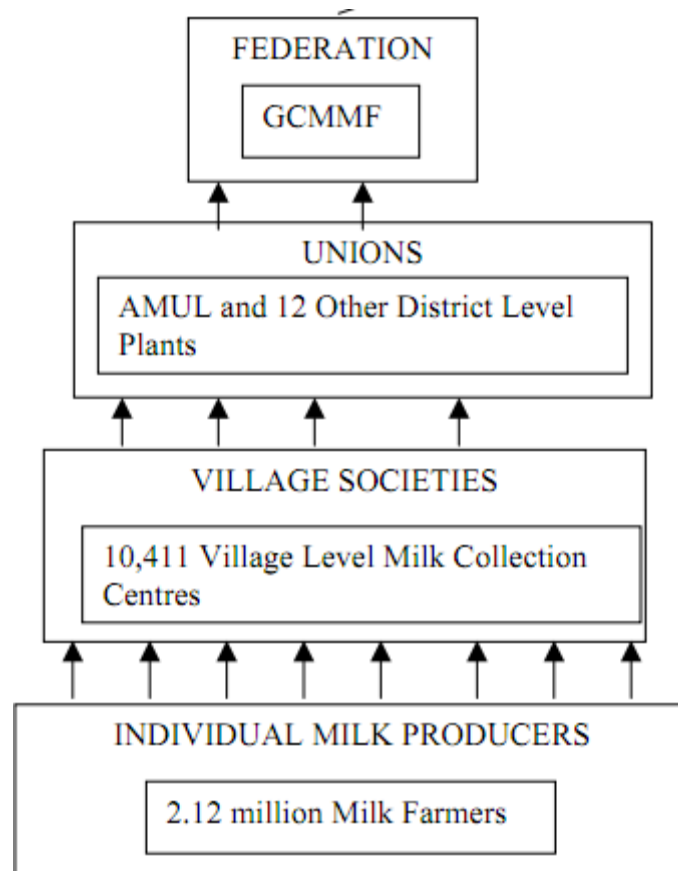 FEDERATION
GCMMF
UNIONS
AMUL and 12 Other District Level
Plants
VILLAGE SOCIETIES
10,411 Village Level Milk Collection
Centres
INDIVIDUAL MILK PRODUCERS
2.12 million Milk Farmers